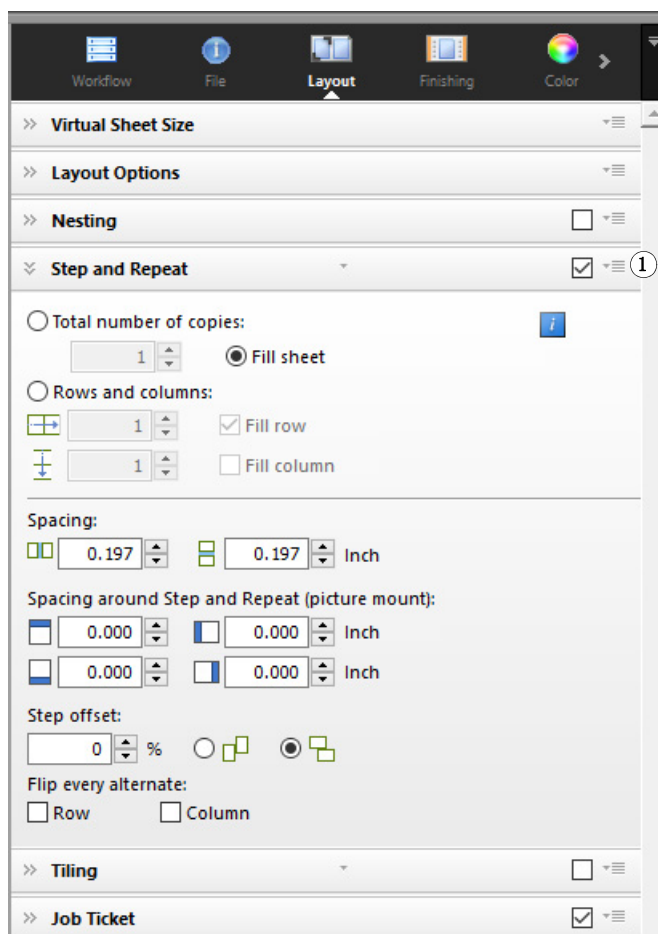 Workflow File Layout Finishing Color
Virtual Sheet Size
Layout Options
Nesting
Step and Repeat ①
Total number of copies: i
1 Fill sheet
Rows and columns:
1 Fill row
1 Fill column
Spacing:
0.197 0.197 Inch
Spacing around Step and Repeat (picture mount):
0.000 0.000 Inch
0.000 0.000 Inch
Step offset:
0 %
Flip every alternate:
Row Column
Tiling
Job Ticket